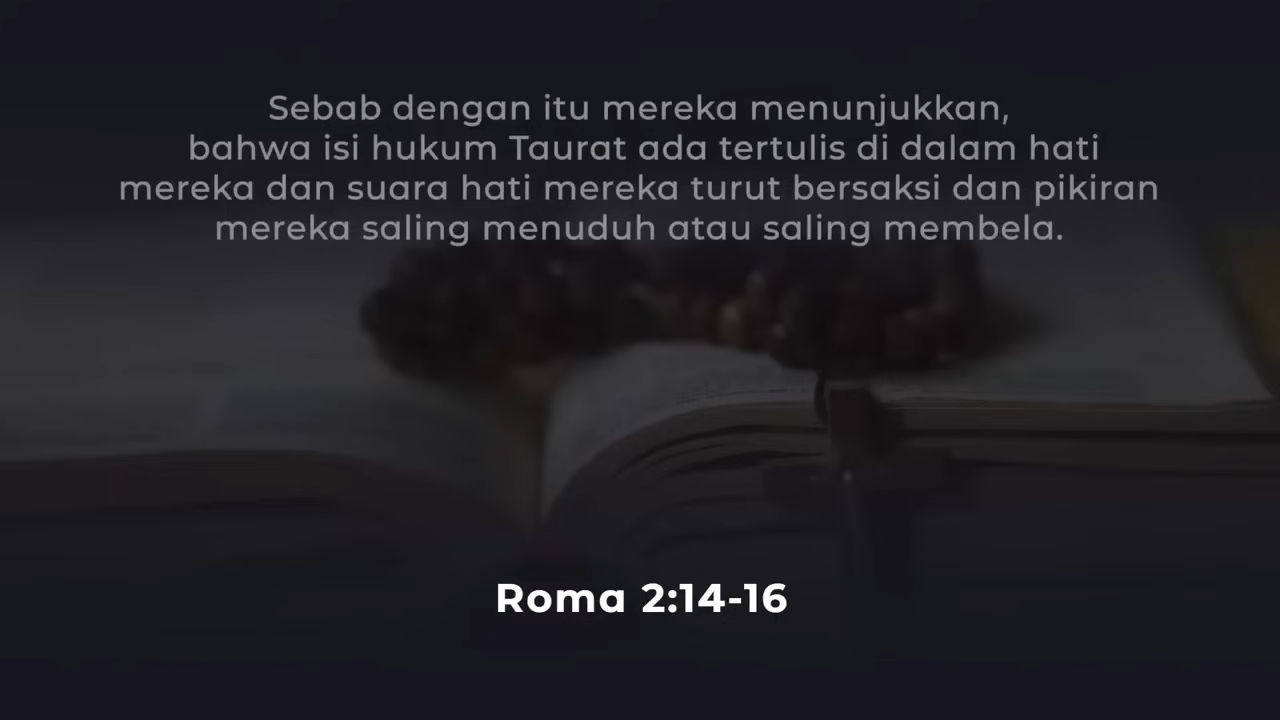 Sebab dengan itu mereka menunjukkan,
bahwa isi hukum Taurat ada tertulis di dalam hati
mereka dan suara hati mereka turut bersaksi dan pikiran
mereka saling menuduh atau saling membela.
Roma 2:14-16